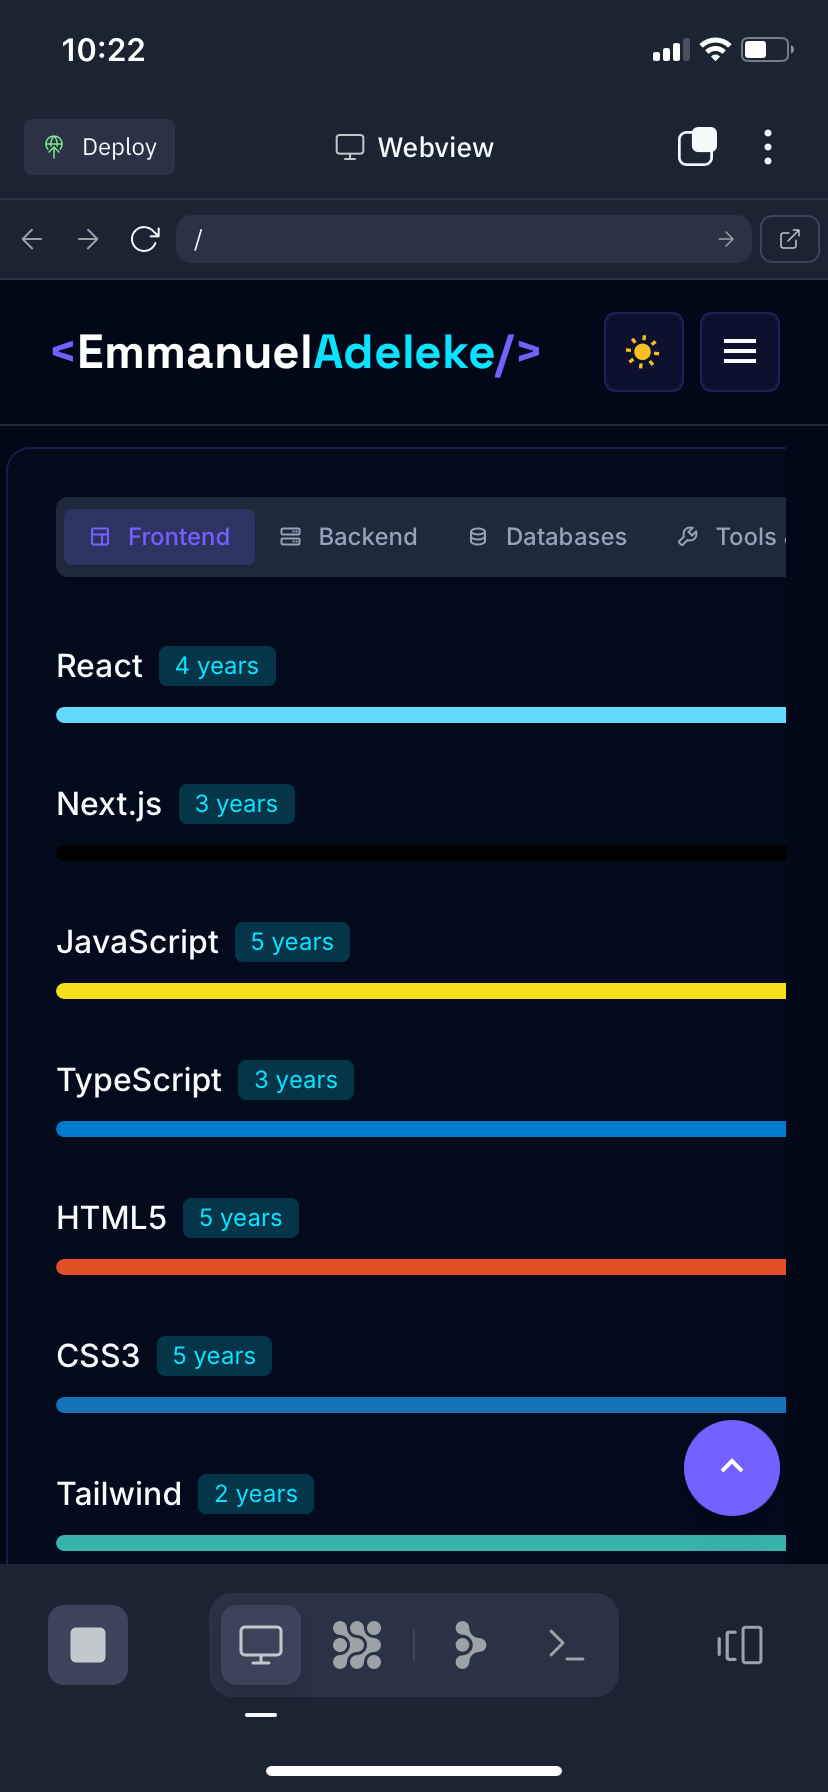 10:22
Deploy
Webview
/
<EmmanuelAdeleke/>
Frontend Backend Databases Tools
React 4 years
Next.js 3 years
JavaScript 5 years
TypeScript 3 years
HTML5 5 years
CSS3 5 years
Tailwind 2 years